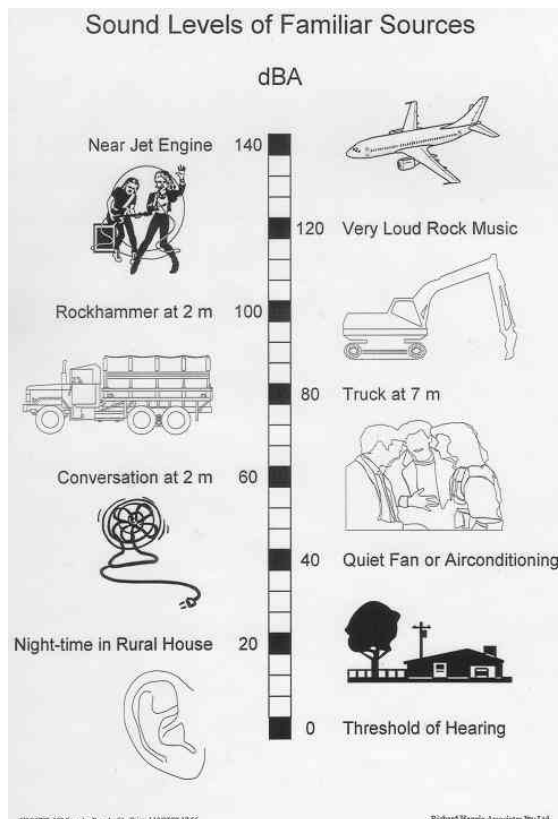 Sound Levels of Familiar Sources
dBA
Near Jet Engine 140
120 Very Loud Rock Music
Rockhammer at 2 m 100
80 Truck at 7 m
Conversation at 2 m 60
40 Quiet Fan or Airconditioning
Night-time in Rural House 20
0 Threshold of Hearing